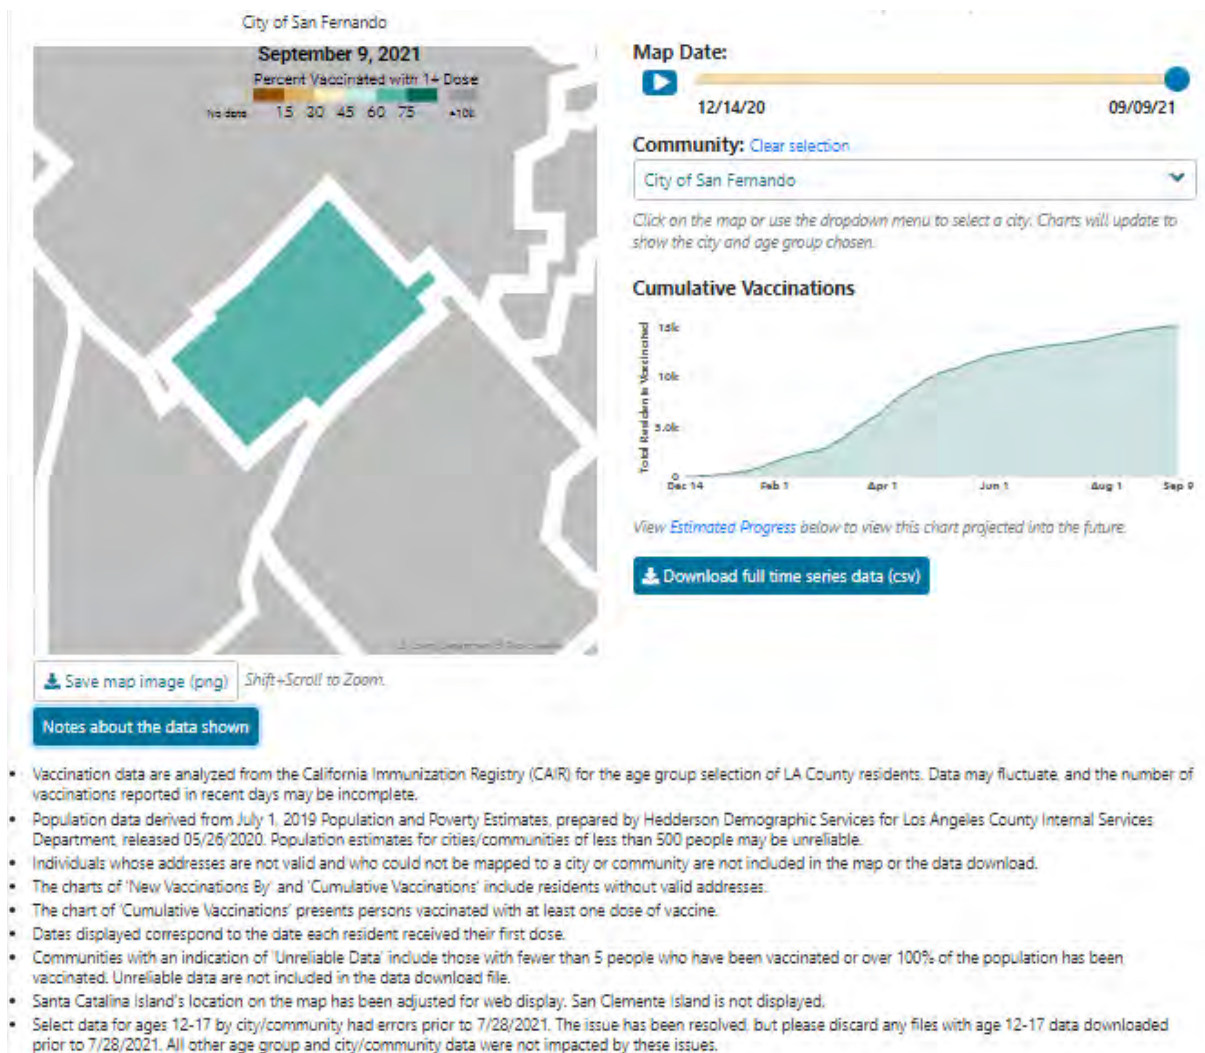 City of San Fernando
September 9, 2021
Percent Vaccinated with 1+ Dose
No data 15 30 45 60 75
Map Date:
12/14/20 09/09/21
Community: Clear selection
City of San Fernando
Click on the map or use the dropdown menu to select a city. Charts will update to
show the city and age group chosen.
Cumulative Vaccinations
Total Residents Vaccinated
15k
10k
5.0k
0
Dec 14 Feb 1 Apr 1 Jun 1 Aug 1 Sep 9
View Estimated Progress below to view this chart projected into the future.
Download full time series data (csv)
Save map image (png) Shift+Scroll to Zoom.
Notes about the data shown
• Vaccination data are analyzed from the California Immunization Registry (CAIR) for the age group selection of LA County residents. Data may fluctuate, and the number of
vaccinations reported in recent days may be incomplete.
• Population data derived from July 1, 2019 Population and Poverty Estimates, prepared by Hedderson Demographic Services for Los Angeles County Internal Services
Department, released 05/26/2020. Population estimates for cities/communities of less than 500 people may be unreliable.
• Individuals whose addresses are not valid and who could not be mapped to a city or community are not included in the map or the data download.
• The charts of 'New Vaccinations By' and 'Cumulative Vaccinations' include residents without valid addresses.
• The chart of 'Cumulative Vaccinations' presents persons vaccinated with at least one dose of vaccine.
• Dates displayed correspond to the date each resident received their first dose.
• Communities with an indication of 'Unreliable Data' include those with fewer than 5 people who have been vaccinated or over 100% of the population has been
vaccinated. Unreliable data are not included in the data download file.
• Santa Catalina Island's location on the map has been adjusted for web display. San Clemente Island is not displayed.
• Select data for ages 12-17 by city/community had errors prior to 7/28/2021. The issue has been resolved, but please discard any files with age 12-17 data downloaded
prior to 7/28/2021. All other age group and city/community data were not impacted by these issues.